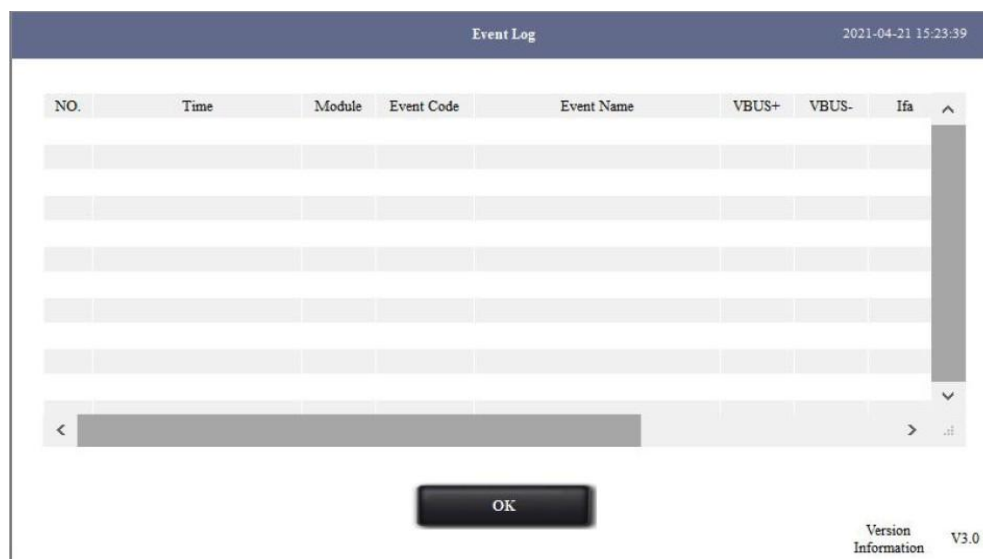 Event Log
2021-04-21 15:23:39
NO. Time Module Event Code Event Name VBUS+ VBUS- Ifa
OK
Version
Information V3.0